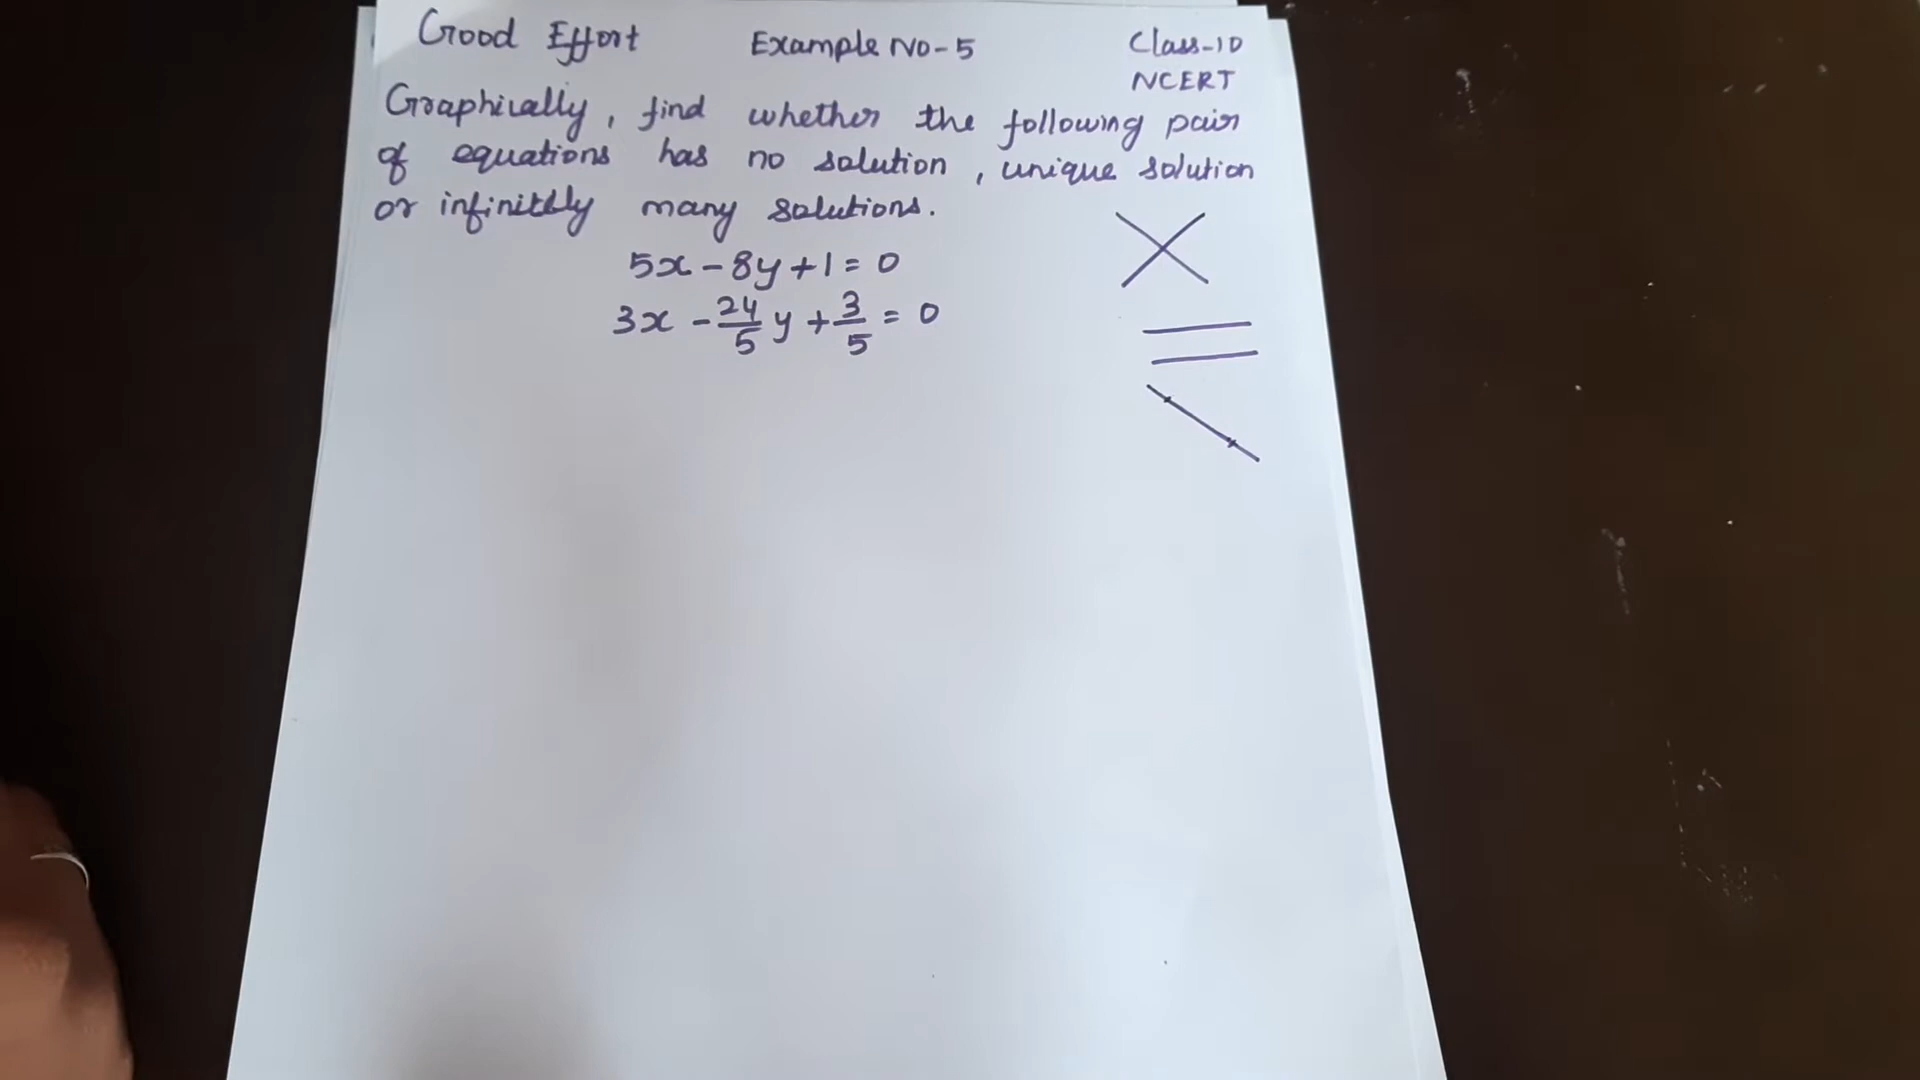 Good Effort Example No-5 Class-10
NCERT
Graphically, find whether the following pair
of equations has no solution, unique solution
or infinitely many solutions.
5x - 8y + 1 = 0
3x - 24/5 y + 3/5 = 0